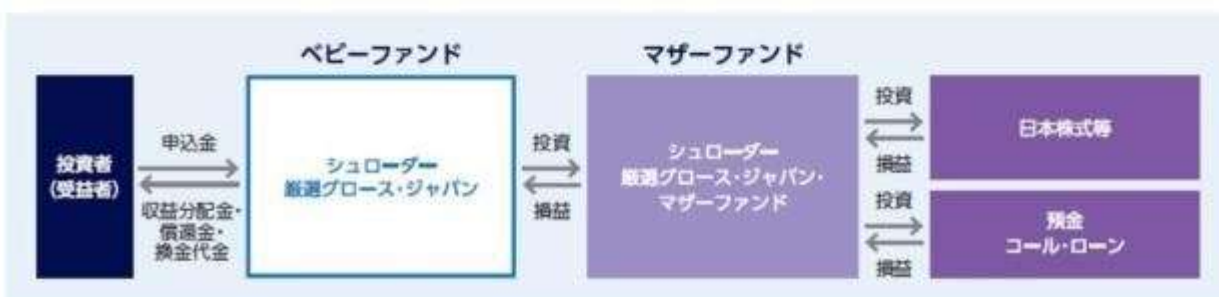 ベビーファンド
マザーファンド
投資者
(受益者)
申込金
収益分配金・
償還金・
換金代金
シュローダー
厳選グロース・ジャパン
投資
損益
シュローダー
厳選グロース・ジャパン・
マザーファンド
投資
損益
投資
損益
日本株式等
預金
コール・ローン